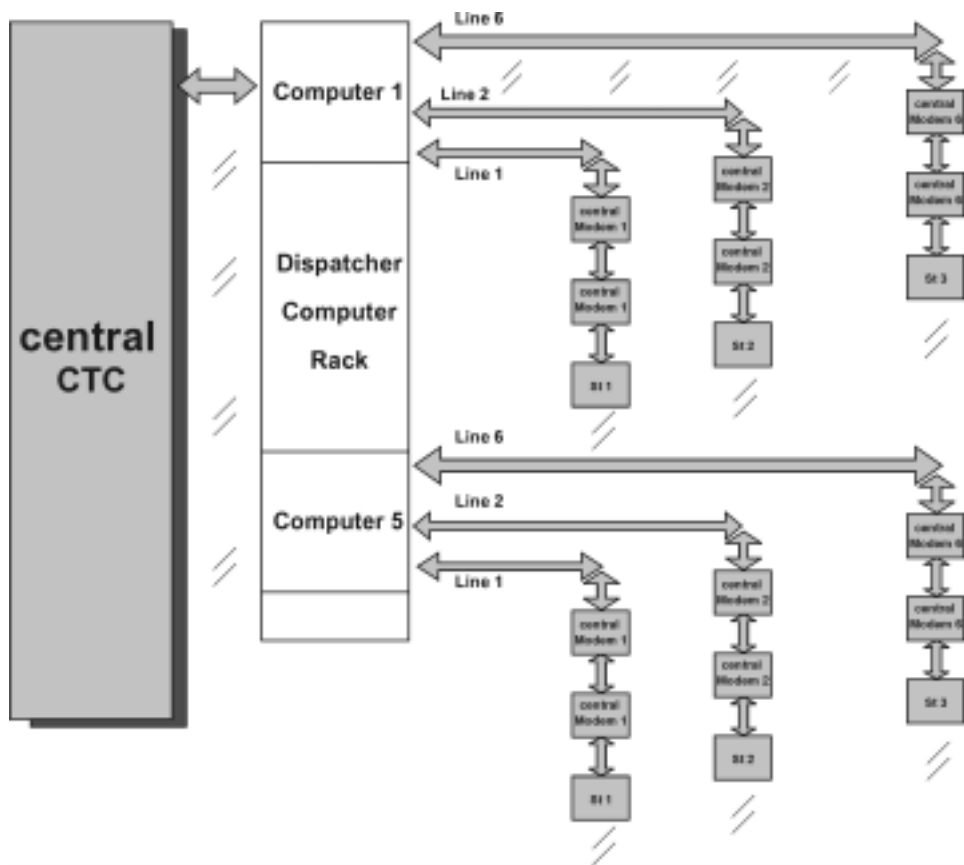 Line 6
Computer 1
Line 2
Line 1
central
Modem 6
central
Modem 2
central
Modem 6
central
Modem 1
central
Modem 2
Dispatcher
Computer
Rack
central
Modem 1
St 3
central
CTC
St 2
St 1
Line 6
Computer 5
Line 2
Line 1
central
Modem 6
central
Modem 2
central
Modem 1
central
Modem 6
central
Modem 2
central
Modem 1
St 3
St 2
St 1